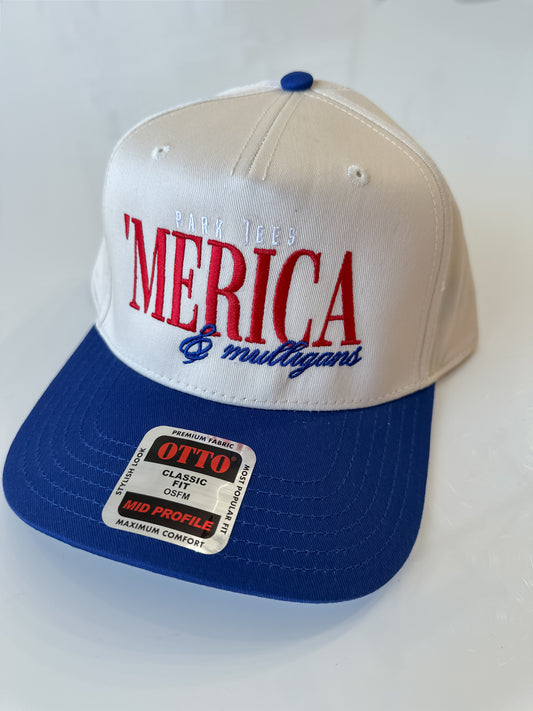 PARK TEES
'MERICA
& mulligans
PREMIUM FABRIC
STYLISH LOOK
OTTO®
MOST POPULAR FIT
CLASSIC
FIT
OSFM
MID PROFILE
MAXIMUM COMFORT